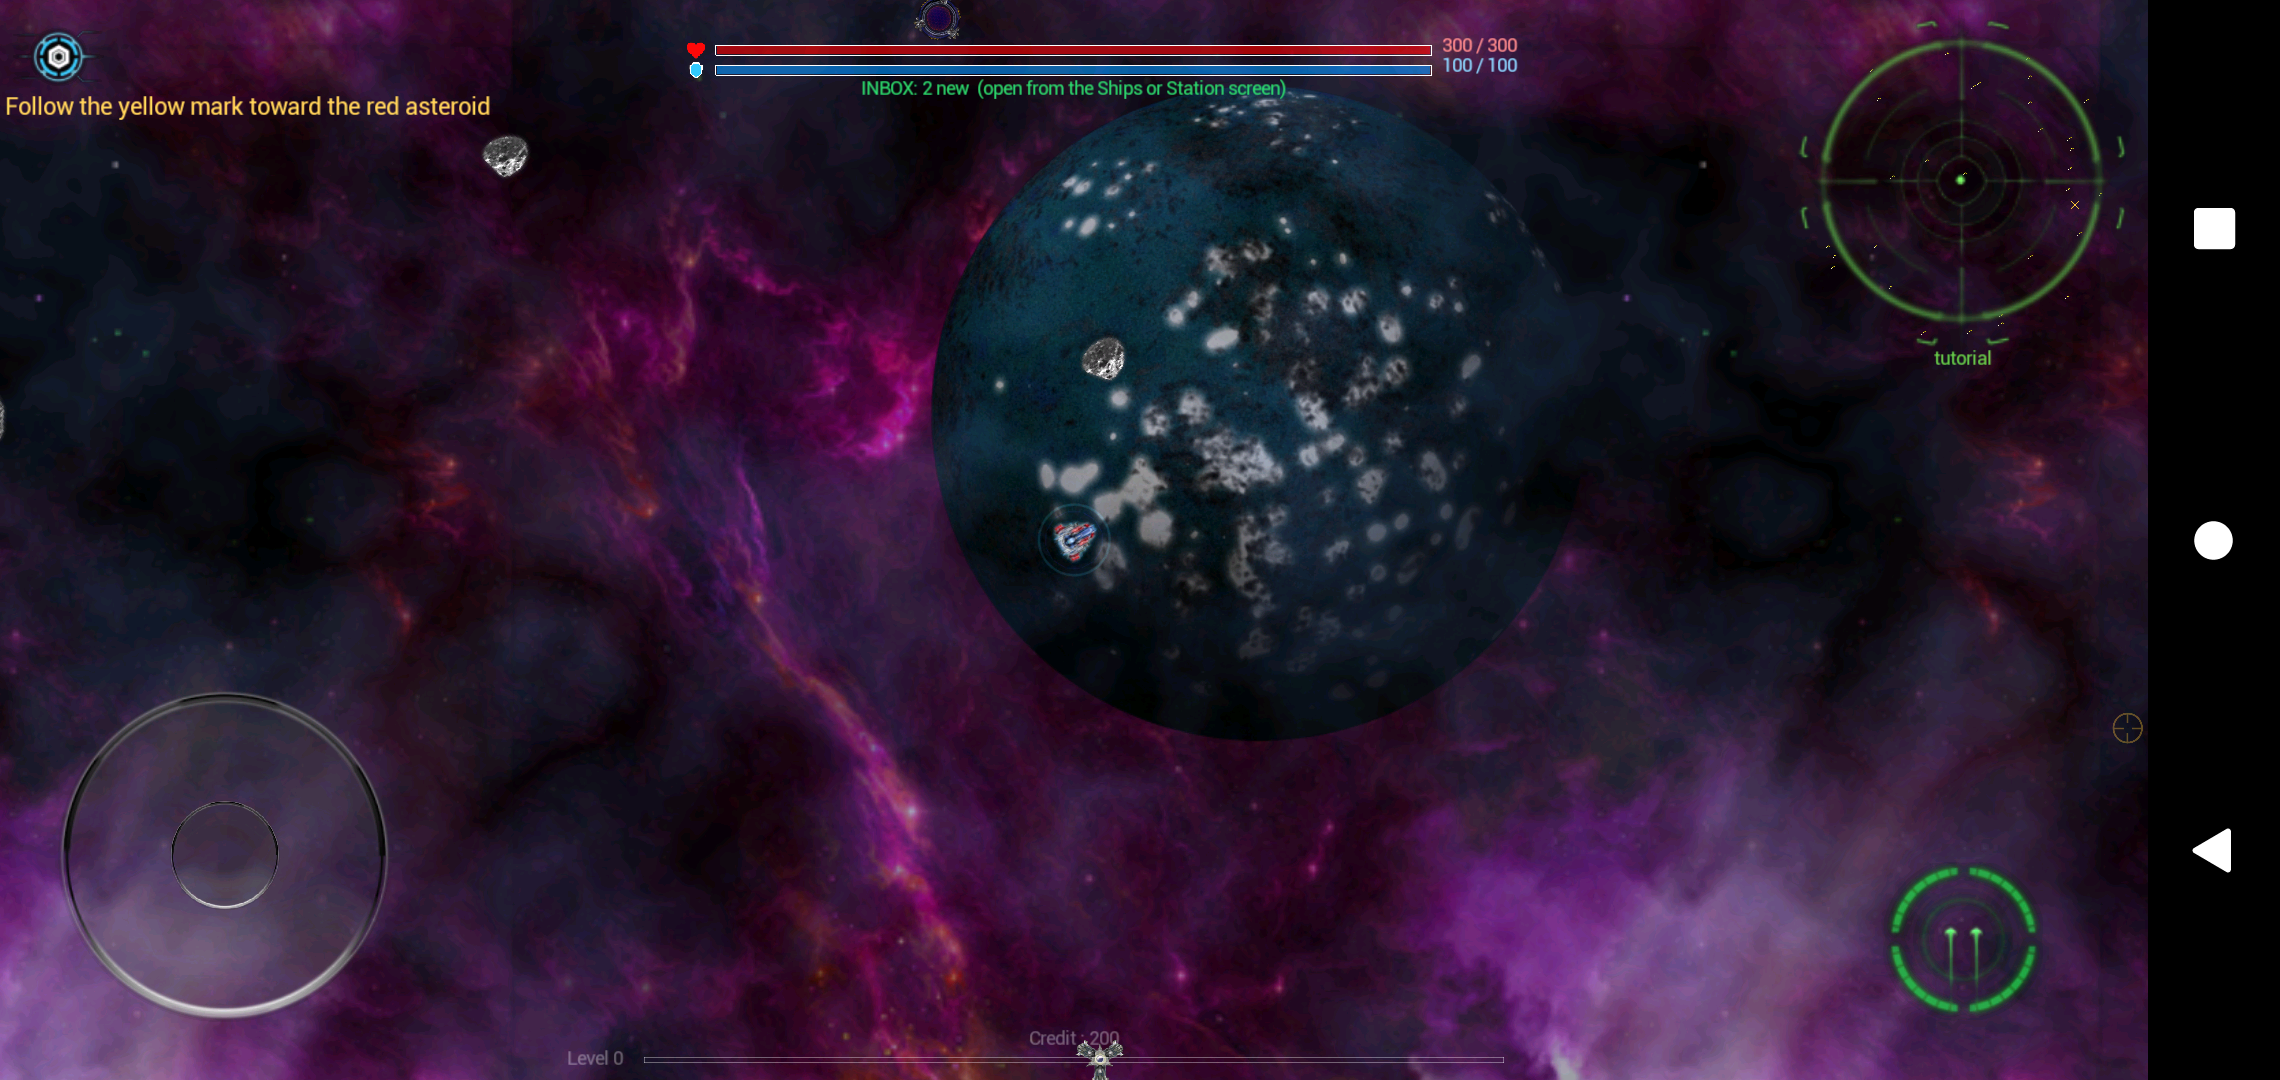 300 / 300
100 / 100
INBOX: 2 new (open from the Ships or Station screen)
Follow the yellow mark toward the red asteroid
tutorial
Credit : 200
Level 0